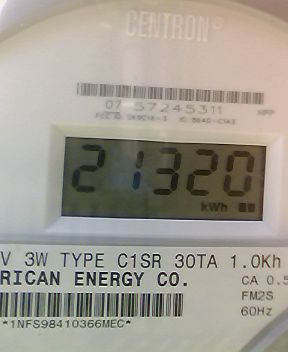 CENTRON®
07 57245311
21320
kWh
V 3W TYPE C1SR 30TA 1.0Kh
RICAN ENERGY CO.
CA 0.5
FM2S
60Hz
*1NFS98410366MEC*